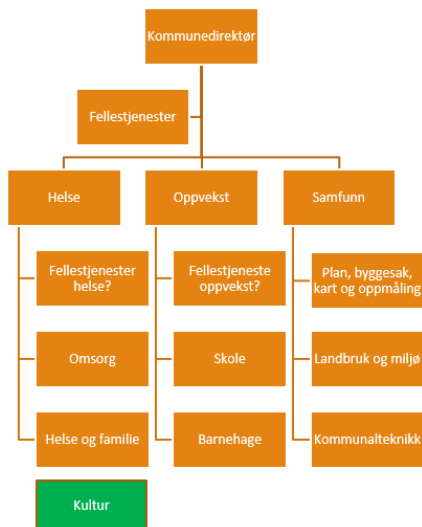 Kommunedirektør
Fellestjenester
Helse
Oppvekst
Samfunn
Fellestjenester
helse?
Fellestjeneste
oppvekst?
Plan, byggesak,
kart og oppmåling
Omsorg
Skole
Landbruk og miljø
Helse og familie
Barnehage
Kommunalteknikk
Kultur